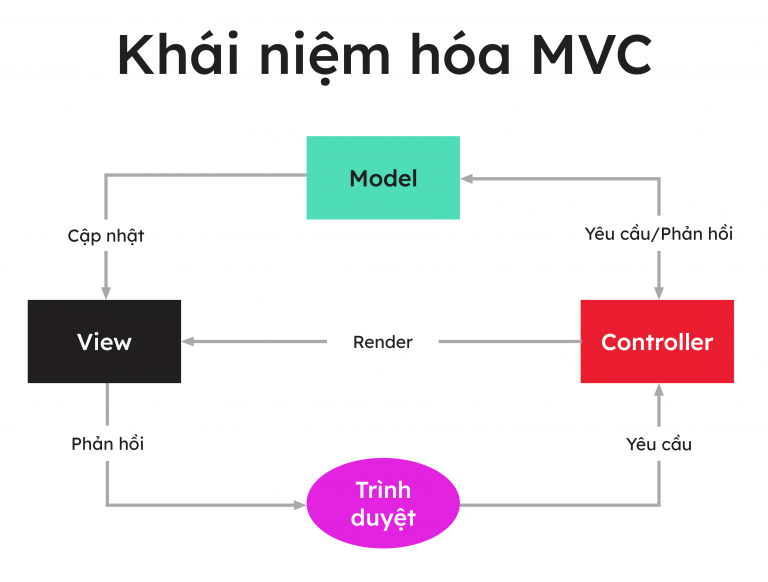 Khái niệm hóa MVC
Model
Cập nhật
Yêu cầu/Phản hồi
View
Render
Controller
Phản hồi
Yêu cầu
Trình
duyệt